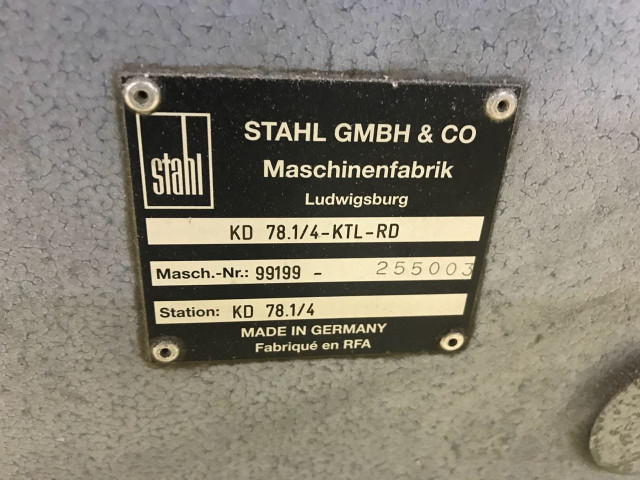 stahl
STAHL GMBH & CO
Maschinenfabrik
Ludwigsburg
KD 78.1/4-KTL-RD
Masch.-Nr.: 99199 - 255003
Station: KD 78.1/4
MADE IN GERMANY
Fabriqué en RFA